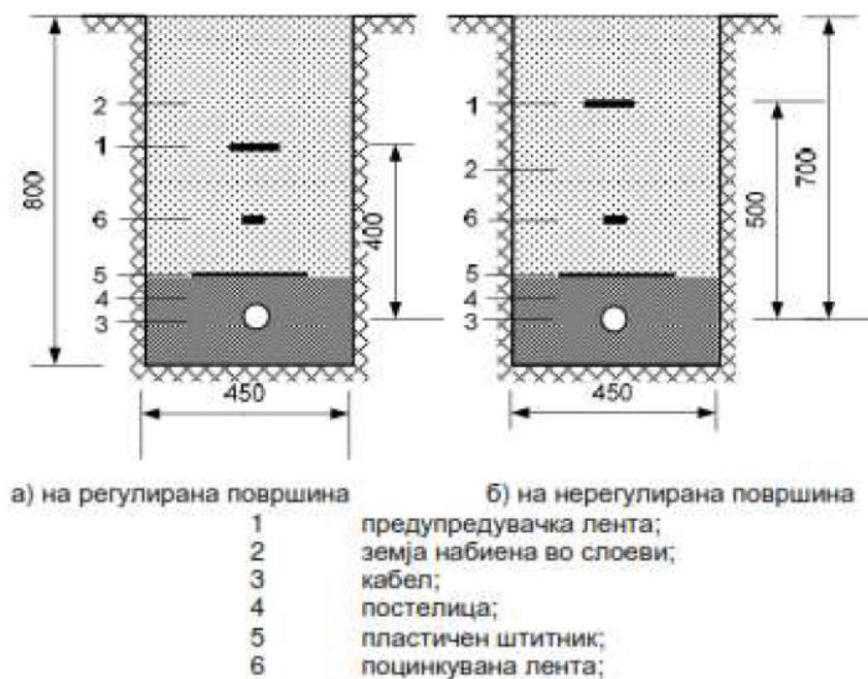 2
1
6
5
4
3
800
400
450
1
2
6
5
4
3
500
700
450
а) на регулирана површина б) на нерегулирана површина
1 предупредувачка лента;
2 земја набиена во слоеви;
3 кабел;
4 постелица;
5 пластичен штитник;
6 поцинкувана лента;